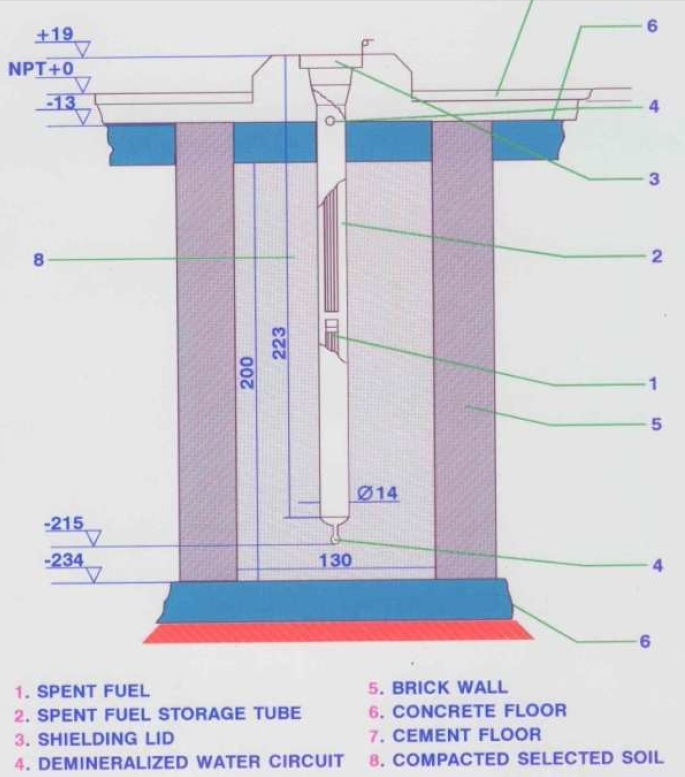 +19
6
NPT+0
-13
4
3
8
2
223
200
1
5
Ø14
-215
-234
130
4
6
1. SPENT FUEL
2. SPENT FUEL STORAGE TUBE
3. SHIELDING LID
4. DEMINERALIZED WATER CIRCUIT
5. BRICK WALL
6. CONCRETE FLOOR
7. CEMENT FLOOR
8. COMPACTED SELECTED SOIL